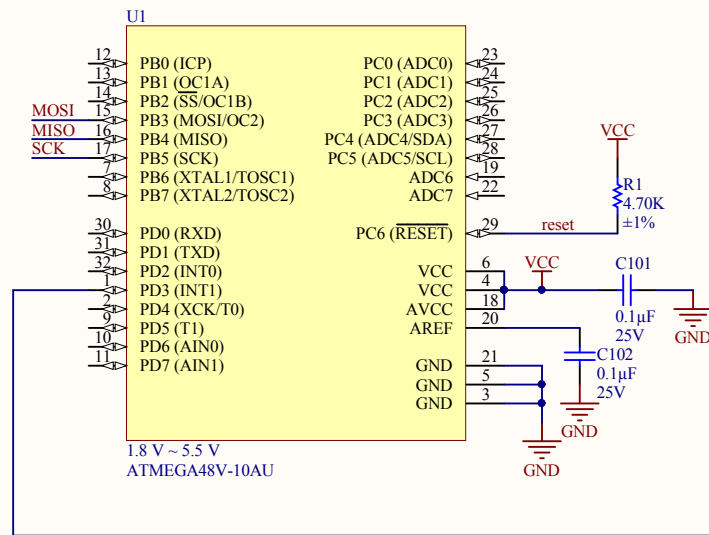 U1
12 PB0 (ICP)
13 PB1 (OC1A)
14 PB2 (SS/OC1B)
MOSI 15 PB3 (MOSI/OC2)
MISO 16 PB4 (MISO)
SCK 17 PB5 (SCK)
7 PB6 (XTAL1/TOSC1)
8 PB7 (XTAL2/TOSC2)
30 PD0 (RXD)
31 PD1 (TXD)
32 PD2 (INT0)
1 PD3 (INT1)
2 PD4 (XCK/T0)
9 PD5 (T1)
10 PD6 (AIN0)
11 PD7 (AIN1)
PC0 (ADC0) 23
PC1 (ADC1) 24
PC2 (ADC2) 25
PC3 (ADC3) 26
PC4 (ADC4/SDA) 27
PC5 (ADC5/SCL) 28
ADC6 19
ADC7 22
PC6 (RESET) 29 reset
VCC 6
VCC 4
AVCC 18
AREF 20
GND 21
GND 5
GND 3
VCC
R1
4.70K
±1%
VCC
C101
0.1µF
25V
GND
C102
0.1µF
25V
GND
GND
1.8 V ~ 5.5 V
ATMEGA48V-10AU